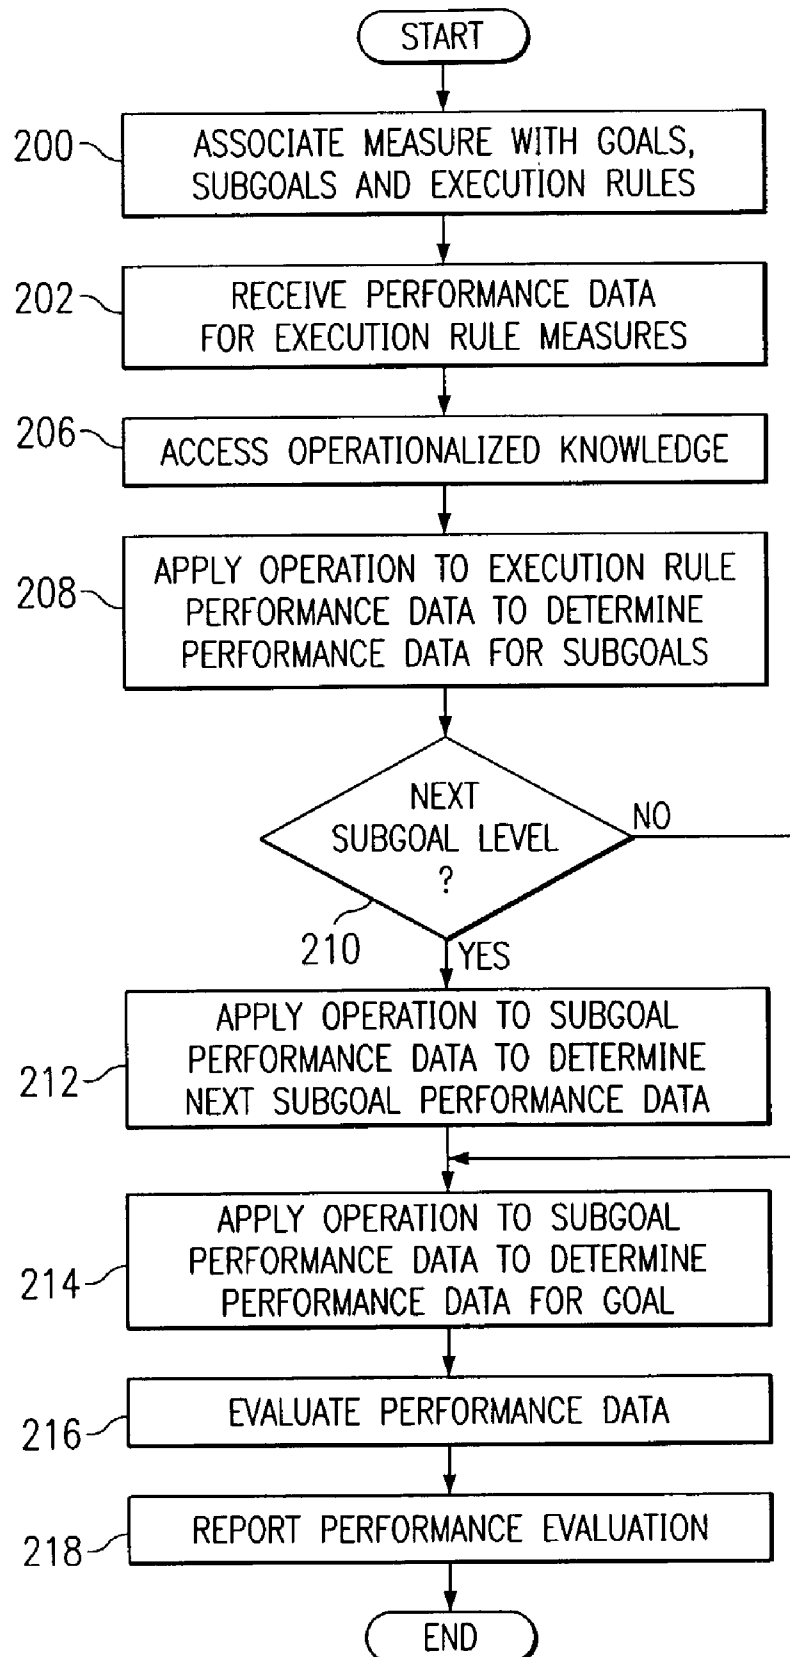 START
200
ASSOCIATE MEASURE WITH GOALS,
SUBGOALS AND EXECUTION RULES
202
RECEIVE PERFORMANCE DATA
FOR EXECUTION RULE MEASURES
206
ACCESS OPERATIONALIZED KNOWLEDGE
208
APPLY OPERATION TO EXECUTION RULE
PERFORMANCE DATA TO DETERMINE
PERFORMANCE DATA FOR SUBGOALS
NEXT
SUBGOAL LEVEL
?
NO
210
YES
212
APPLY OPERATION TO SUBGOAL
PERFORMANCE DATA TO DETERMINE
NEXT SUBGOAL PERFORMANCE DATA
214
APPLY OPERATION TO SUBGOAL
PERFORMANCE DATA TO DETERMINE
PERFORMANCE DATA FOR GOAL
216
EVALUATE PERFORMANCE DATA
218
REPORT PERFORMANCE EVALUATION
END